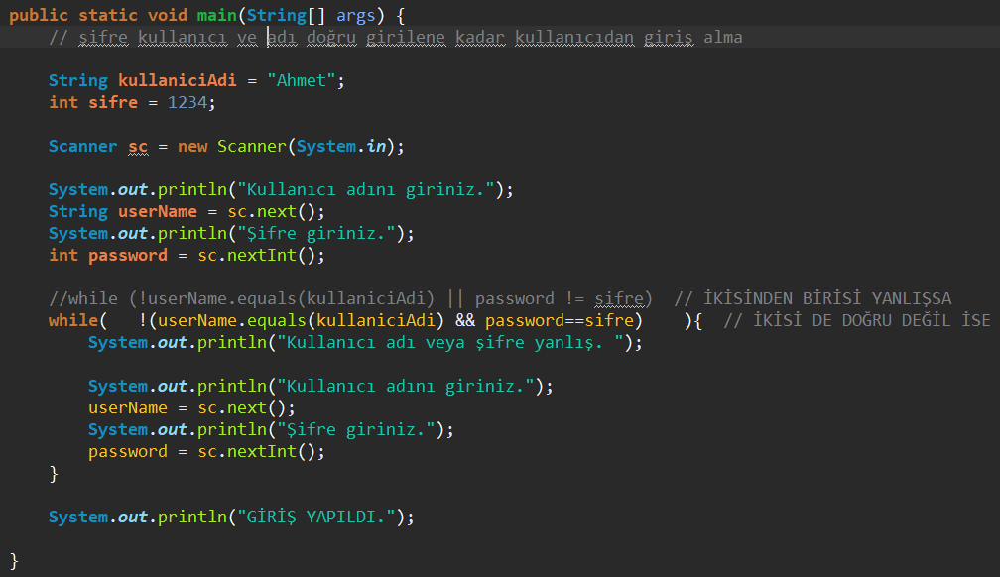 public static void main(String[] args) {
// şifre kullanıcı ve adı doğru girilene kadar kullanıcıdan giriş alma
String kullaniciAdi = "Ahmet";
int sifre = 1234;
Scanner sc = new Scanner(System.in);
System.out.println("Kullanıcı adını giriniz.");
String userName = sc.next();
System.out.println("Şifre giriniz.");
int password = sc.nextInt();
//while (!userName.equals(kullaniciAdi) || password != sifre)  // İKİSİNDEN BİRİSİ YANLIŞSA
while(   !(userName.equals(kullaniciAdi) && password==sifre)    ){  // İKİSİ DE DOĞRU DEĞİL İSE
System.out.println("Kullanıcı adı veya şifre yanlış. ");
System.out.println("Kullanıcı adını giriniz.");
userName = sc.next();
System.out.println("Şifre giriniz.");
password = sc.nextInt();
}
System.out.println("GİRİŞ YAPILDI.");
}